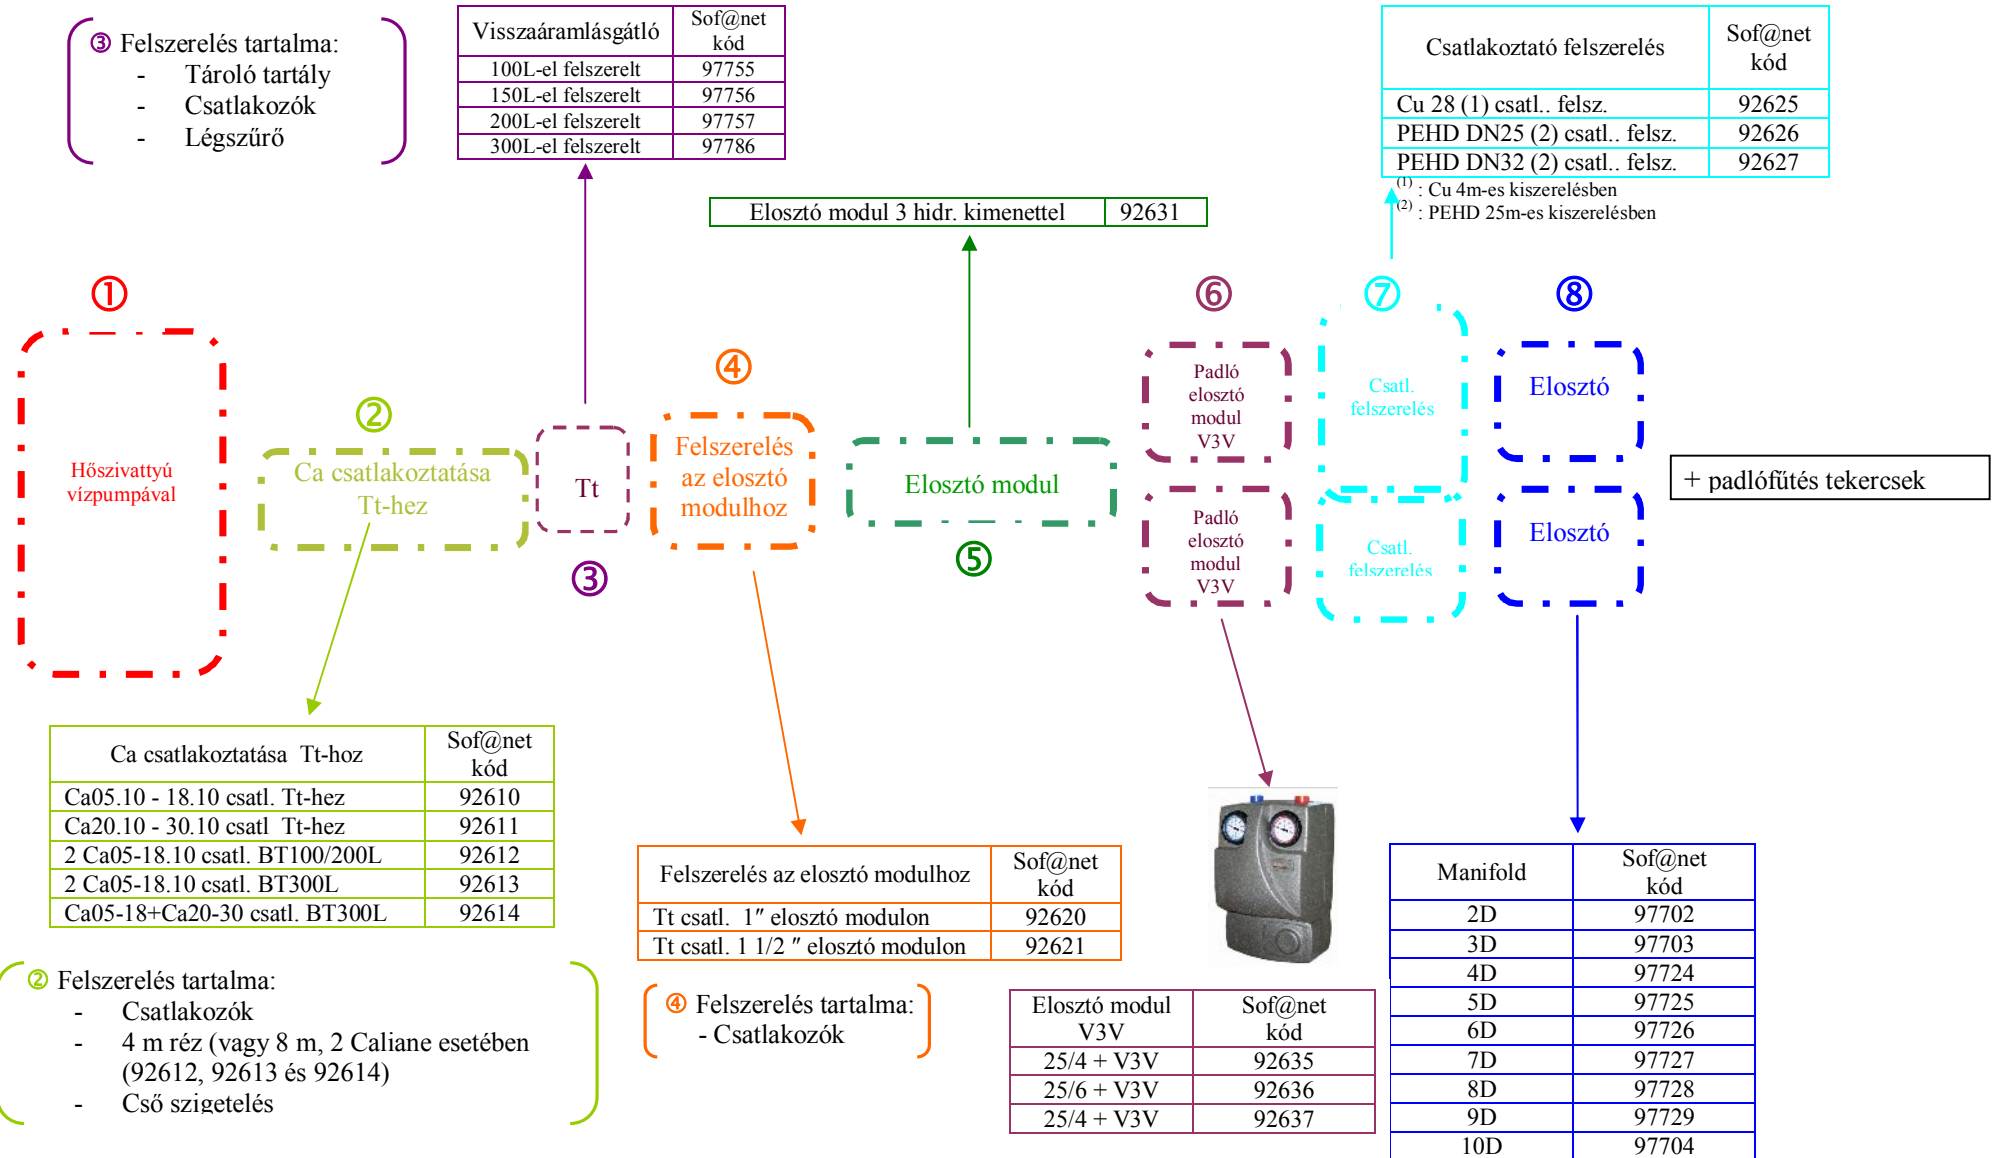 ③ Felszerelés tartalma:
- Tároló tartály
- Csatlakozók
- Légszűrő
Visszaáramlásgátló Sof@net kód
100L-el felszerelt 97755
150L-el felszerelt 97756
200L-el felszerelt 97757
300L-el felszerelt 97786
Csatlakoztató felszerelés Sof@net kód
Cu 28 (1) csatl.. felsz. 92625
PEHD DN25 (2) csatl.. felsz. 92626
PEHD DN32 (2) csatl.. felsz. 92627
(1) : Cu 4m-es kiszerelésben
(2) : PEHD 25m-es kiszerelésben
Elosztó modul 3 hidr. kimenettel 92631
①
Hőszivattyú
vízpumpával
②
Ca csatlakoztatása
Tt-hez
Tt
③
④
Felszerelés
az elosztó
modulhoz
Elosztó modul
⑤
⑥
Padló
elosztó
modul
V3V
Padló
elosztó
modul
V3V
⑦
Csatl.
felszerelés
Csatl.
felszerelés
⑧
Elosztó
Elosztó
+ padlófűtés tekercsek
Ca csatlakoztatása Tt-hoz Sof@net kód
Ca05.10 - 18.10 csatl. Tt-hez 92610
Ca20.10 - 30.10 csatl Tt-hez 92611
2 Ca05-18.10 csatl. BT100/200L 92612
2 Ca05-18.10 csatl. BT300L 92613
Ca05-18+Ca20-30 csatl. BT300L 92614
② Felszerelés tartalma:
- Csatlakozók
- 4 m réz (vagy 8 m, 2 Caliane esetében
(92612, 92613 és 92614)
- Cső szigetelés
Felszerelés az elosztó modulhoz Sof@net kód
Tt csatl. 1″ elosztó modulon 92620
Tt csatl. 1 1/2 ″ elosztó modulon 92621
④ Felszerelés tartalma:
- Csatlakozók
Elosztó modul V3V Sof@net kód
25/4 + V3V 92635
25/6 + V3V 92636
25/4 + V3V 92637
Manifold Sof@net kód
2D 97702
3D 97703
4D 97724
5D 97725
6D 97726
7D 97727
8D 97728
9D 97729
10D 97704